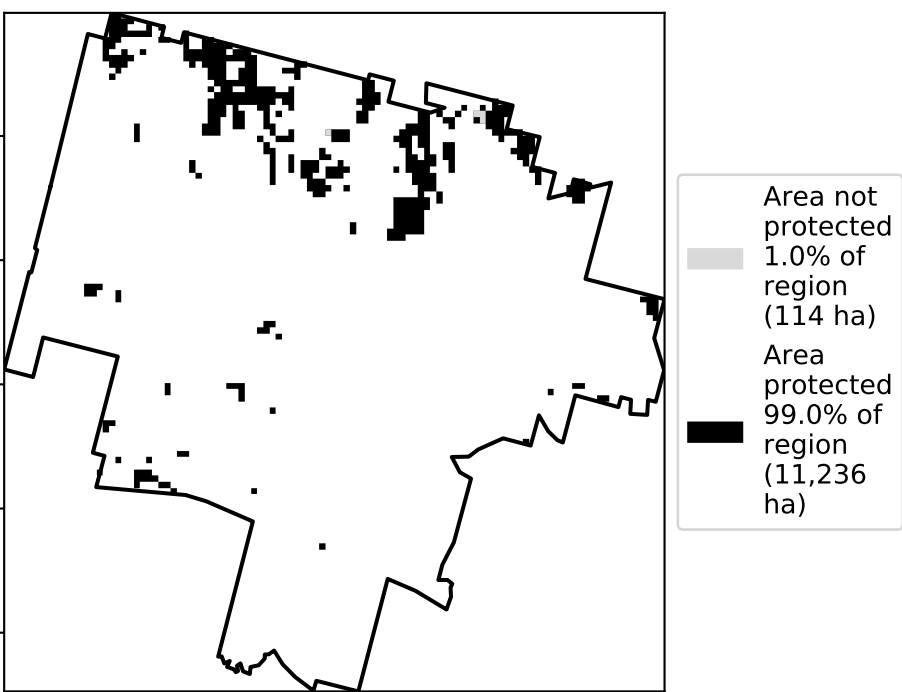 Area not
protected
1.0% of
region
(114 ha)
Area
protected
99.0% of
region
(11,236
ha)